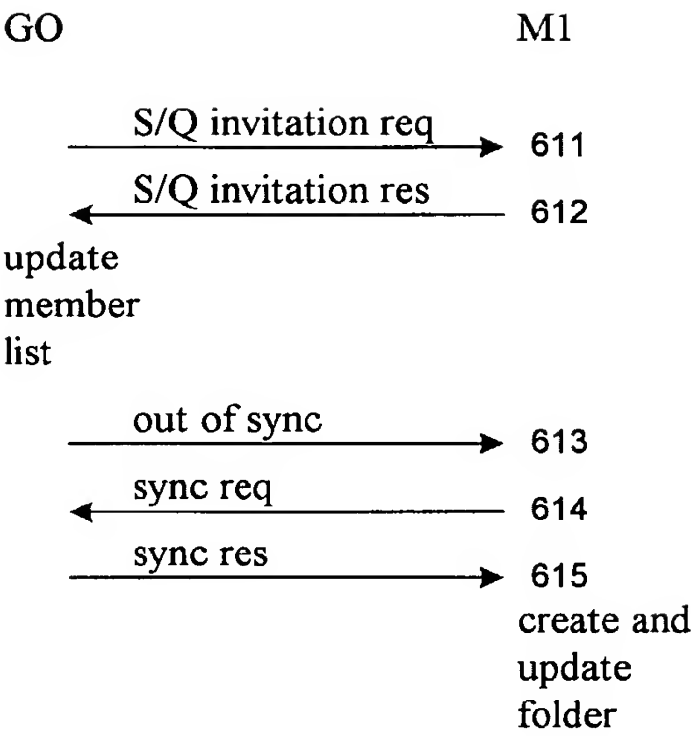 GO M1
S/Q invitation req 611
S/Q invitation res 612
update
member
list
out of sync 613
sync req 614
sync res 615
create and
update
folder